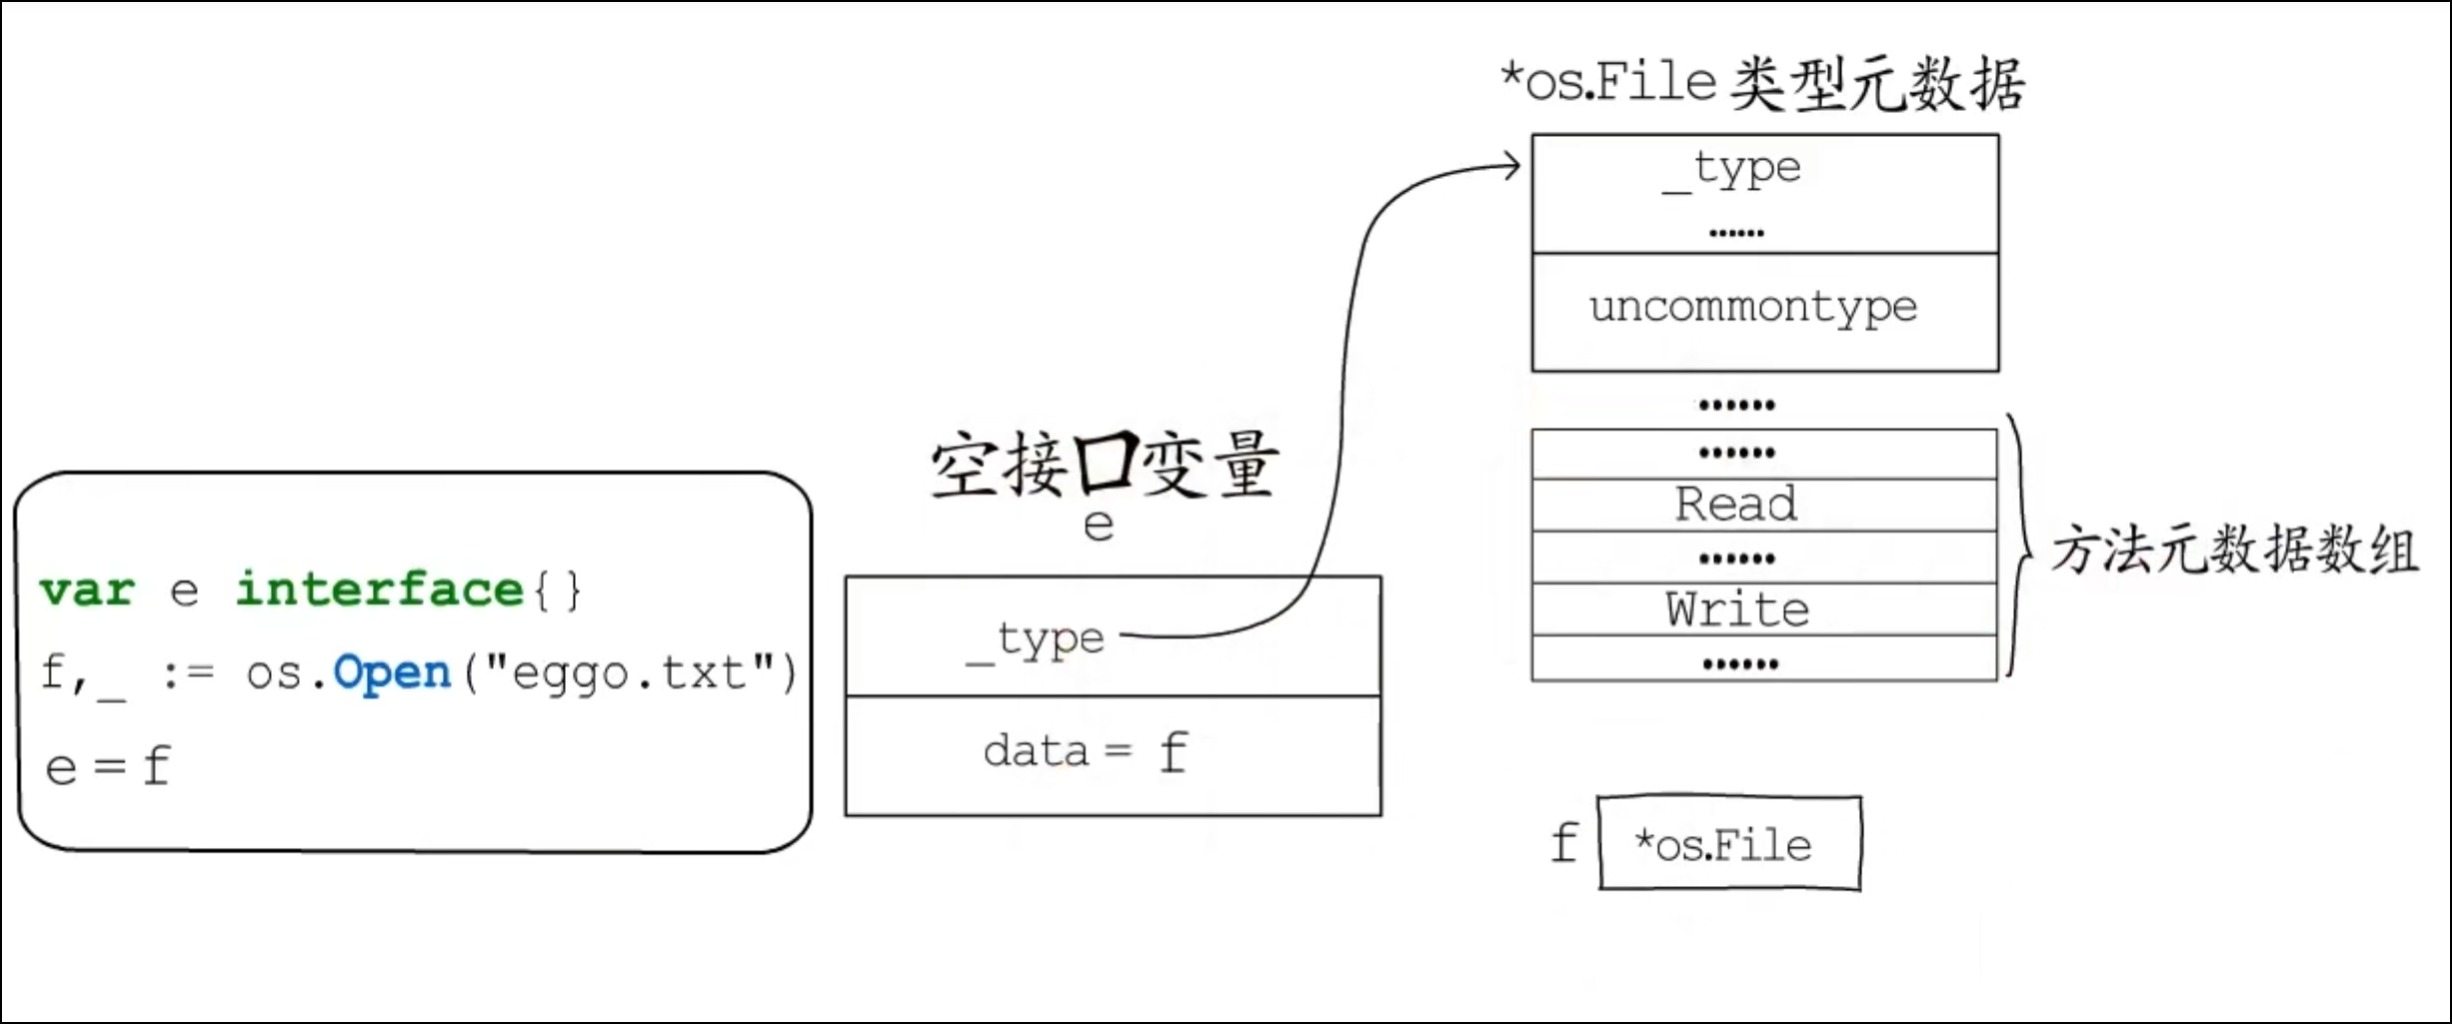 var e interface{}
f,_ := os.Open("eggo.txt")
e = f
空接口变量
e
_type
data = f
*os.File 类型元数据
_type
......
uncommontype
......
......
Read
......
Write
......
方法元数据数组
f *os.File